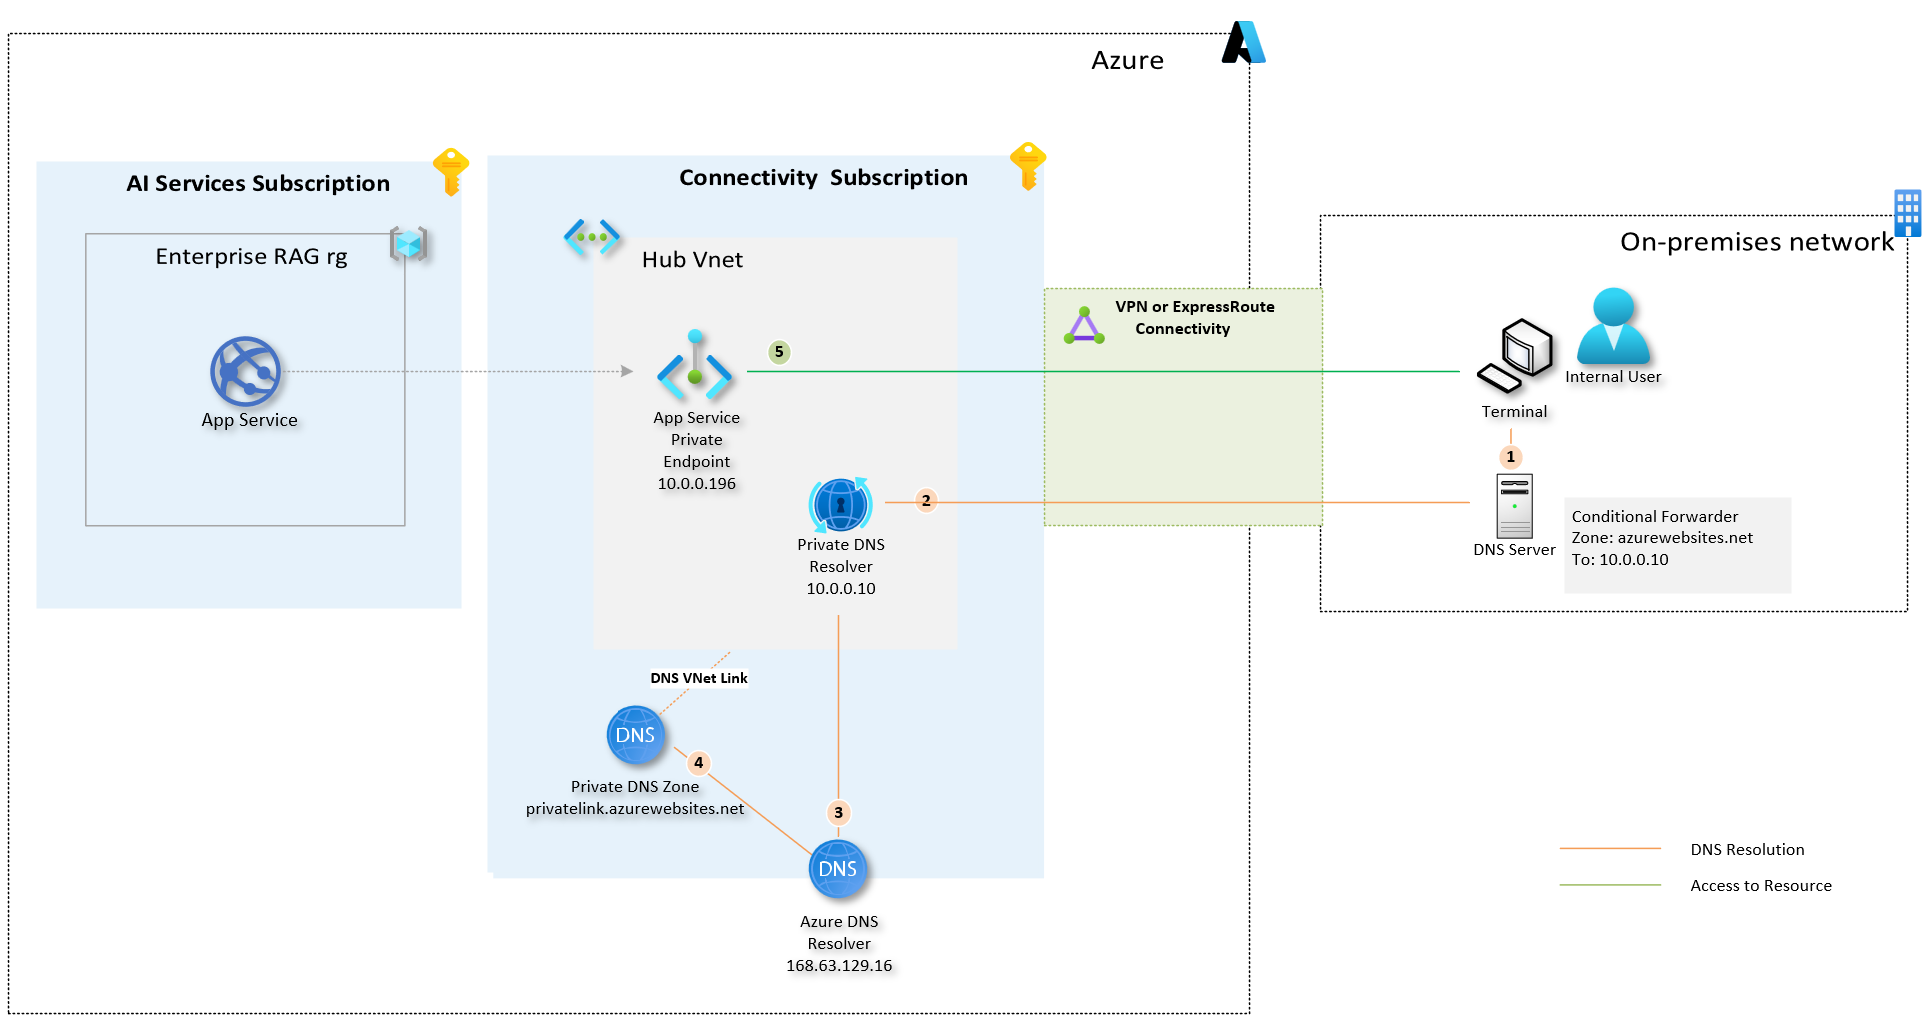 Azure
AI Services Subscription
Enterprise RAG rg
App Service
Connectivity  Subscription
Hub Vnet
5
App Service
Private
Endpoint
10.0.0.196
2
Private DNS
Resolver
10.0.0.10
DNS VNet Link
DNS
4
Private DNS Zone
privatelink.azurewebsites.net
3
DNS
Azure DNS
Resolver
168.63.129.16
VPN or ExpressRoute
Connectivity
On-premises network
Internal User
Terminal
1
DNS Server
Conditional Forwarder
Zone: azurewebsites.net
To: 10.0.0.10
DNS Resolution
Access to Resource